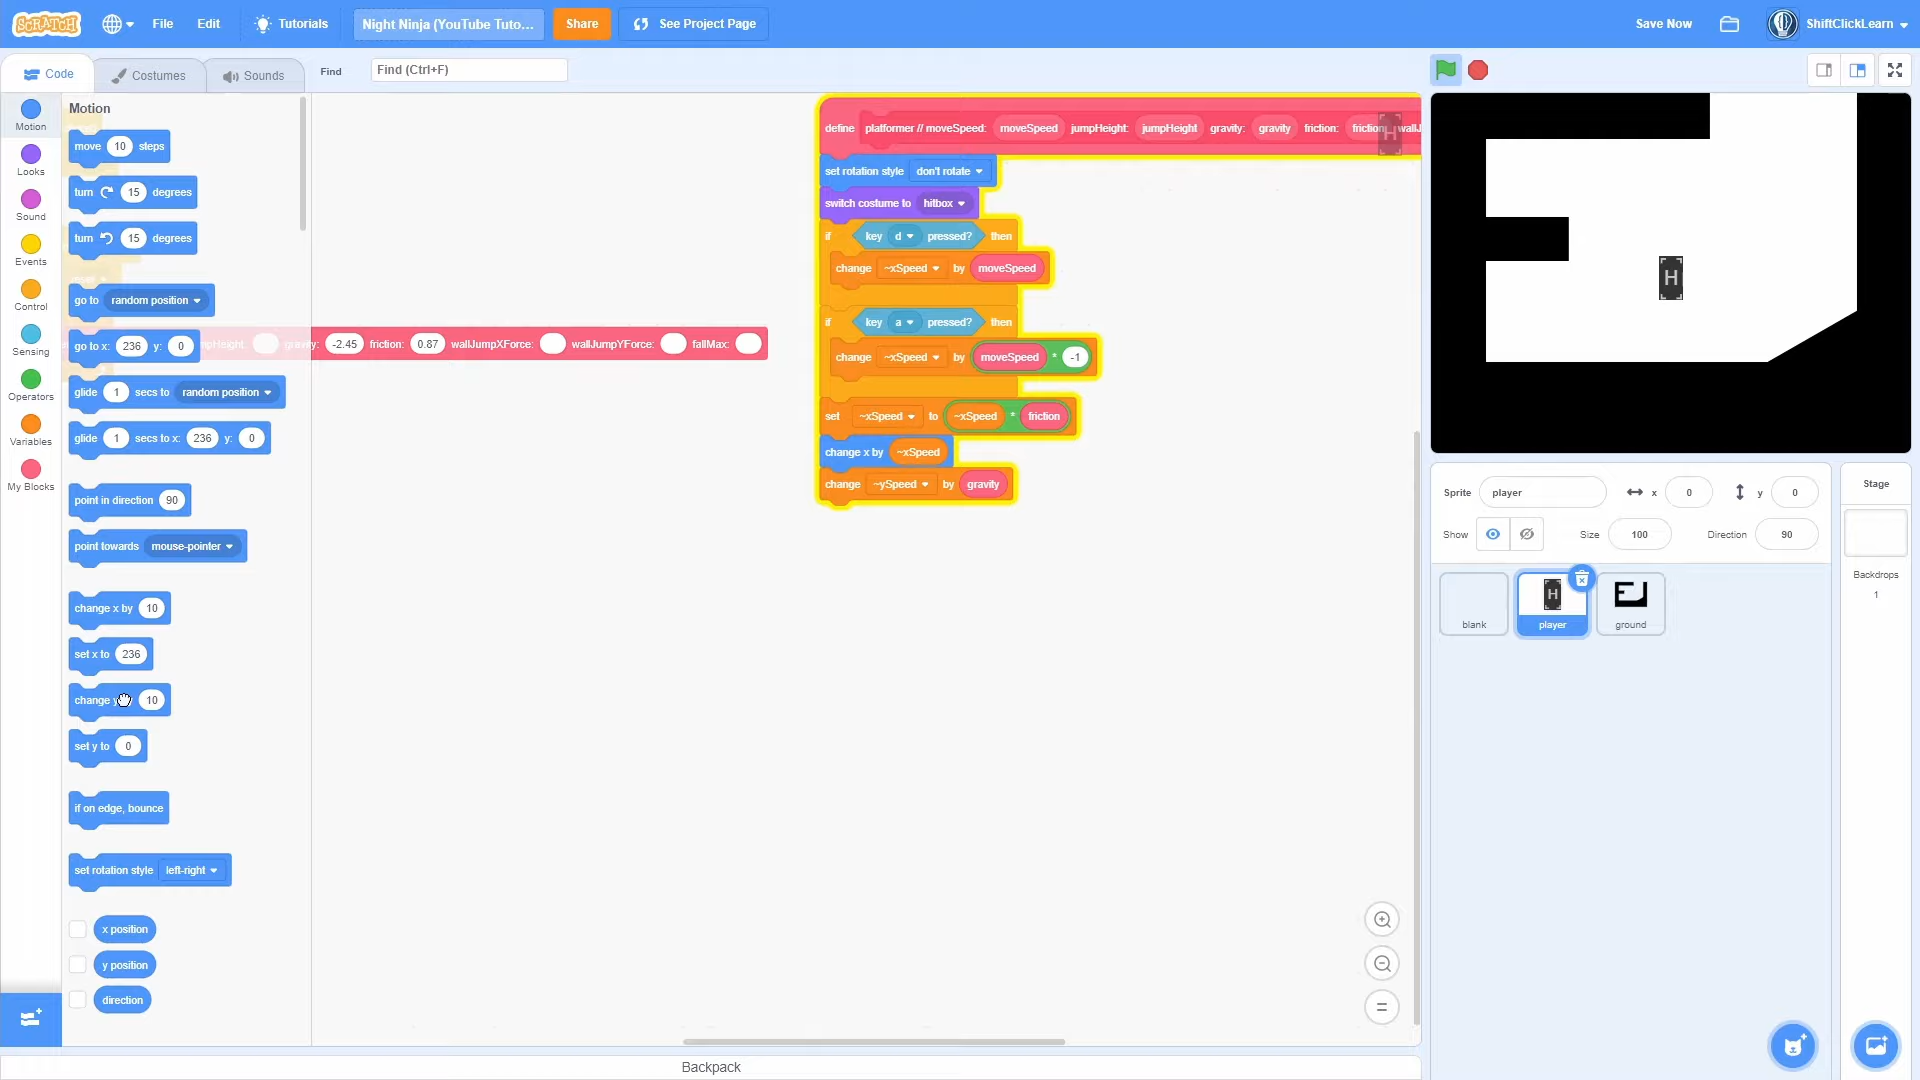 SCRATCH File Edit Tutorials Night Ninja (YouTube Tuto... Share See Project Page Save Now ShiftClickLearn
Code Costumes Sounds Find Find (Ctrl+F)
Motion
Looks
Sound
Events
Control
Sensing
Operators
Variables
My Blocks
Motion
move 10 steps
turn 15 degrees
turn 15 degrees
go to random position
go to x: 236 y: 0
glide 1 secs to random position
glide 1 secs to x: 236 y: 0
point in direction 90
point towards mouse-pointer
change x by 10
set x to 236
change y 10
set y to 0
if on edge, bounce
set rotation style left-right
x position
y position
direction
pHeight: gravity: -2.45 friction: 0.87 wallJumpXForce: wallJumpYForce: fallMax:
define platformer // moveSpeed: moveSpeed jumpHeight: jumpHeight gravity: gravity friction: friction wallJ
H
set rotation style don't rotate
switch costume to hitbox
if key d pressed? then
change ~xSpeed by moveSpeed
if key a pressed? then
change ~xSpeed by moveSpeed * -1
set ~xSpeed to ~xSpeed * friction
change x by ~xSpeed
change ~ySpeed by gravity
H
Sprite player x 0 y 0
Show Size 100 Direction 90
blank
H
player
ground
Stage
Backdrops
1
Backpack